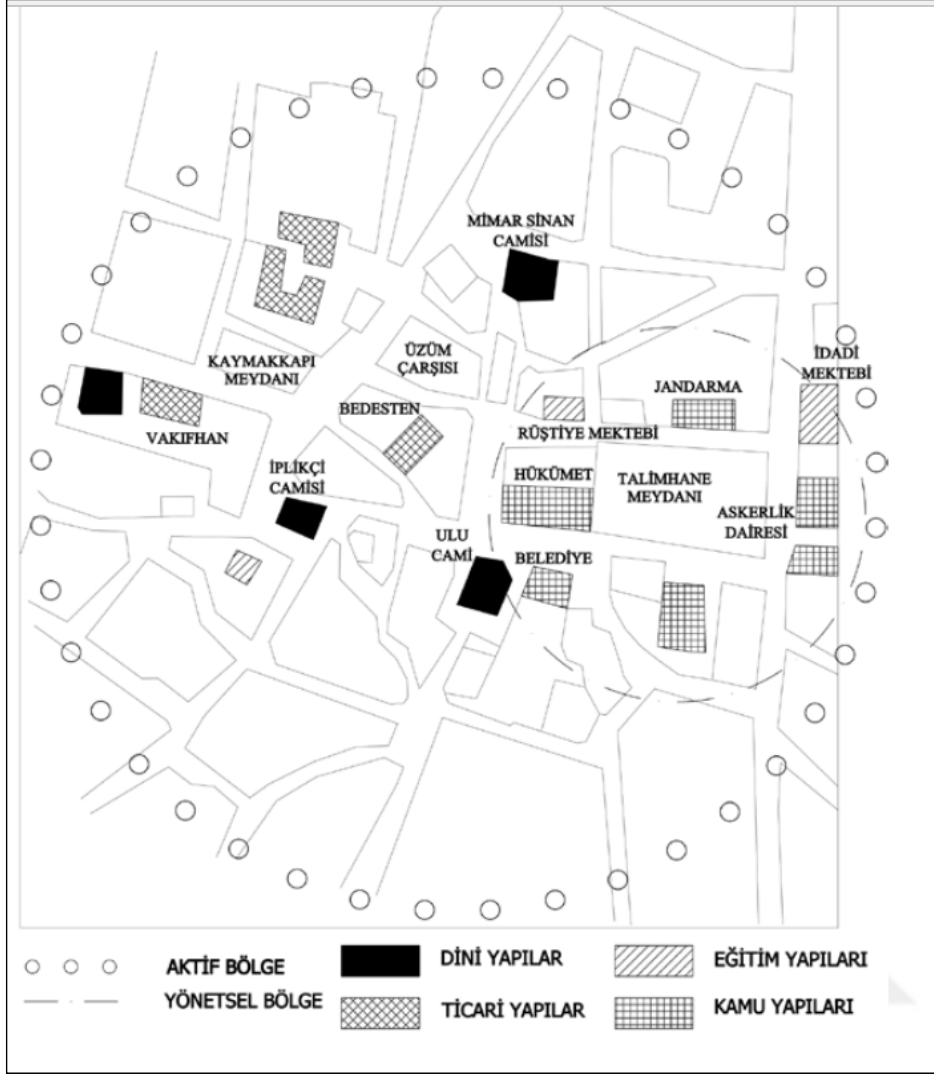 MİMAR SİNAN
CAMİSİ
ÜZÜM
ÇARŞISI
KAYMAKKAPI
MEYDANI
İDADİ
MEKTEBİ
JANDARMA
BEDESTEN
VAKIFHAN
RÜŞTİYE MEKTEBİ
İPLİKÇİ
CAMİSİ
HÜKÜMET
TALİMHANE
MEYDANI
ASKERLİK
DAİRESİ
ULU
CAMİ
BELEDİYE
AKTİF BÖLGE
DİNİ YAPILAR
EĞİTİM YAPILARI
YÖNETSEL BÖLGE
TİCARİ YAPILAR
KAMU YAPILARI